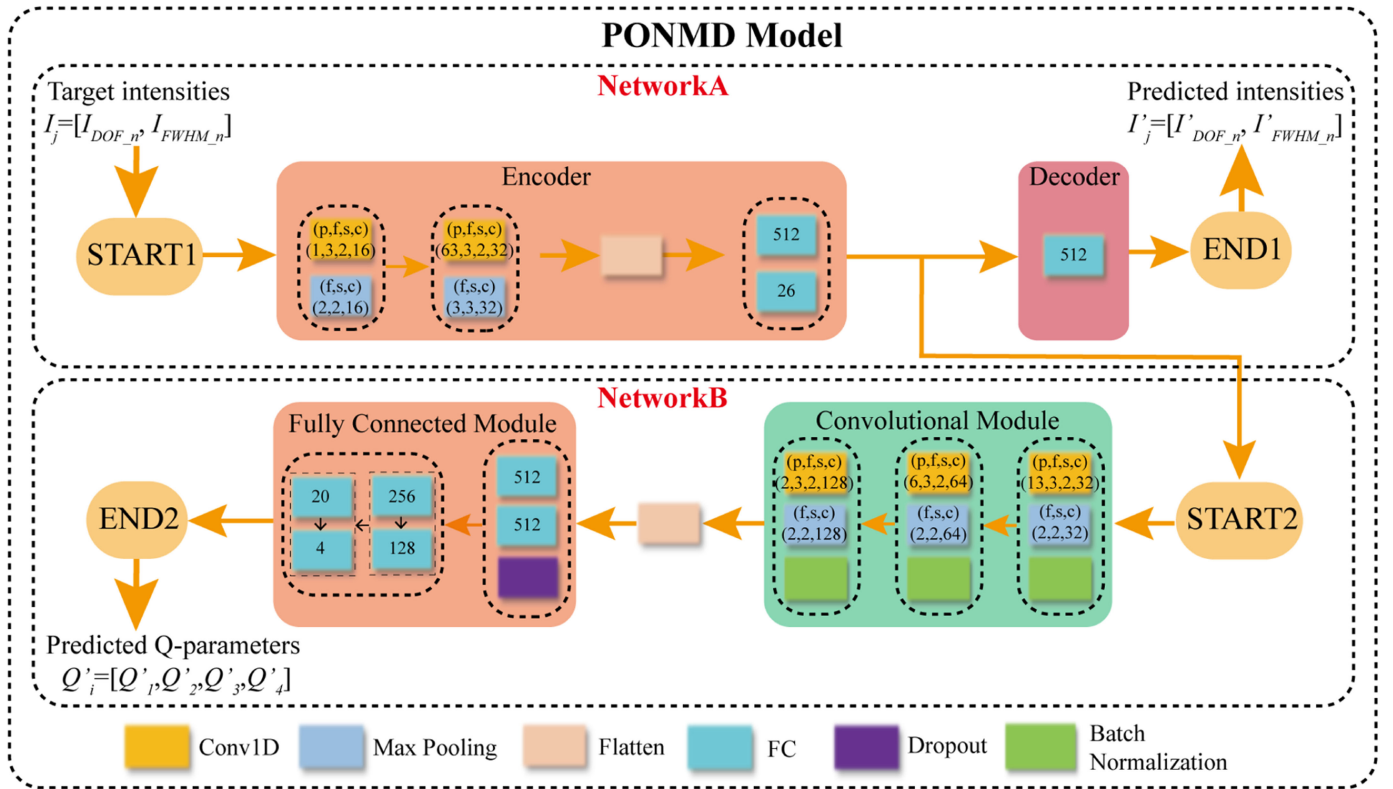 PONMD Model
NetworkA
Target intensities
I_j=[I_DOF_n, I_FWHM_n]
Predicted intensities
I'_j=[I'_DOF_n, I'_FWHM_n]
Encoder
Decoder
START1
(p,f,s,c)
(1,3,2,16)
(f,s,c)
(2,2,16)
(p,f,s,c)
(63,3,2,32)
(f,s,c)
(3,3,32)
512
26
512
END1
NetworkB
Fully Connected Module
Convolutional Module
END2
20
4
256
128
512
512
(p,f,s,c)
(2,3,2,128)
(f,s,c)
(2,2,128)
(p,f,s,c)
(6,3,2,64)
(f,s,c)
(2,2,64)
(p,f,s,c)
(13,3,2,32)
(f,s,c)
(2,2,32)
START2
Predicted Q-parameters
Q'_i=[Q'_1,Q'_2,Q'_3,Q'_4]
Conv1D
Max Pooling
Flatten
FC
Dropout
Batch
Normalization